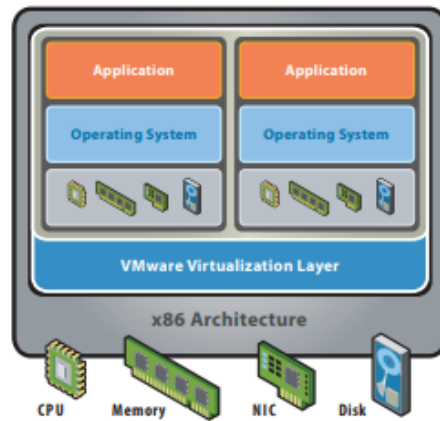 Application Application
Operating System Operating System
VMware Virtualization Layer
x86 Architecture
CPU Memory NIC Disk